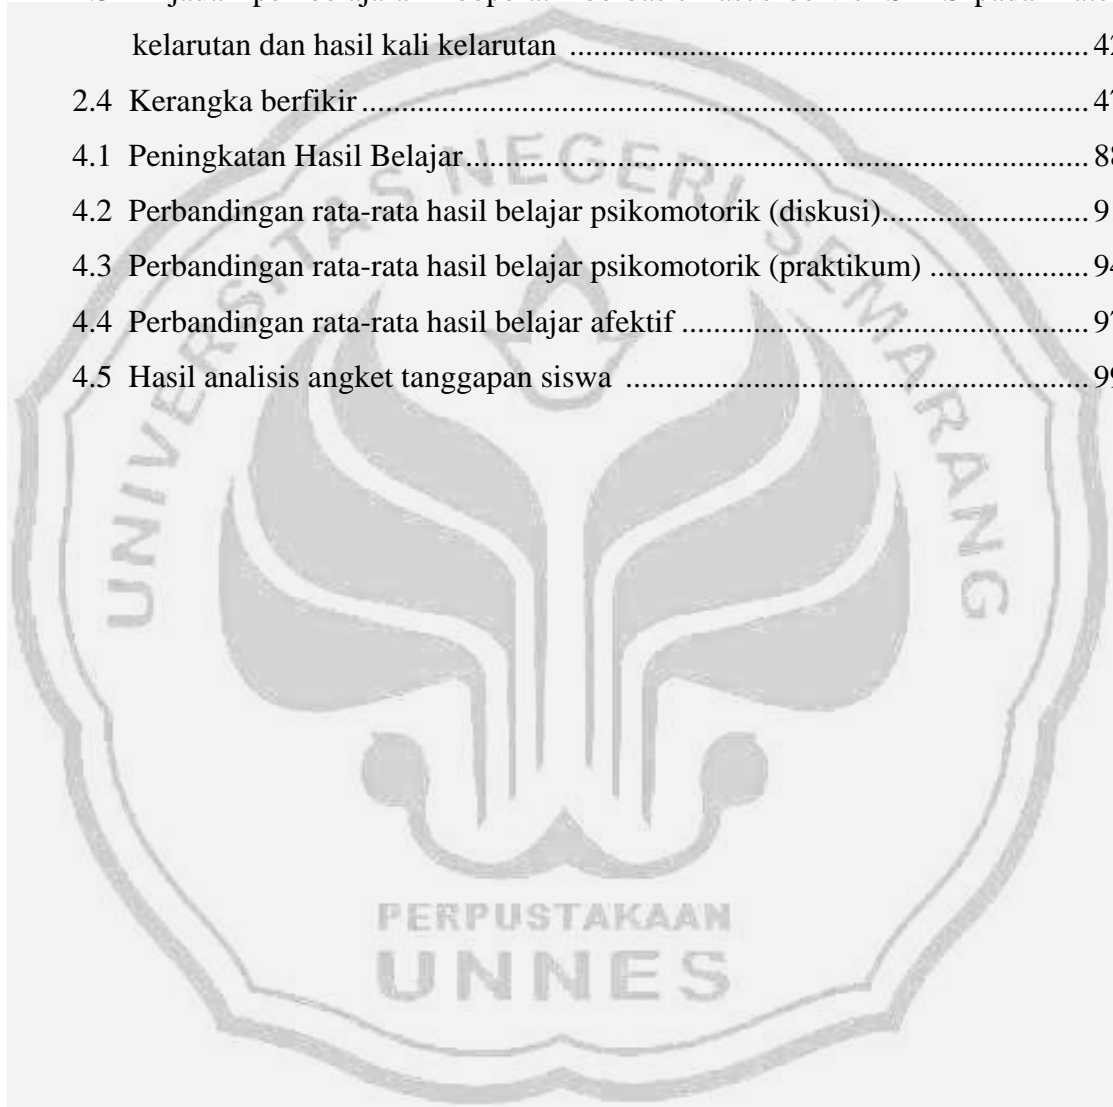 kelarutan dan hasil kali kelarutan ................................................................ 42
2.4 Kerangka berfikir .......................................................................................... 47
4.1 Peningkatan Hasil Belajar ............................................................................. 88
4.2 Perbandingan rata-rata hasil belajar psikomotorik (diskusi) .......................... 9
4.3 Perbandingan rata-rata hasil belajar psikomotorik (praktikum) .................... 94
4.4 Perbandingan rata-rata hasil belajar afektif ................................................... 97
4.5 Hasil analisis angket tanggapan siswa .......................................................... 99
UNIVERSITAS NEGERI SEMARANG
PERPUSTAKAAN
UNNES